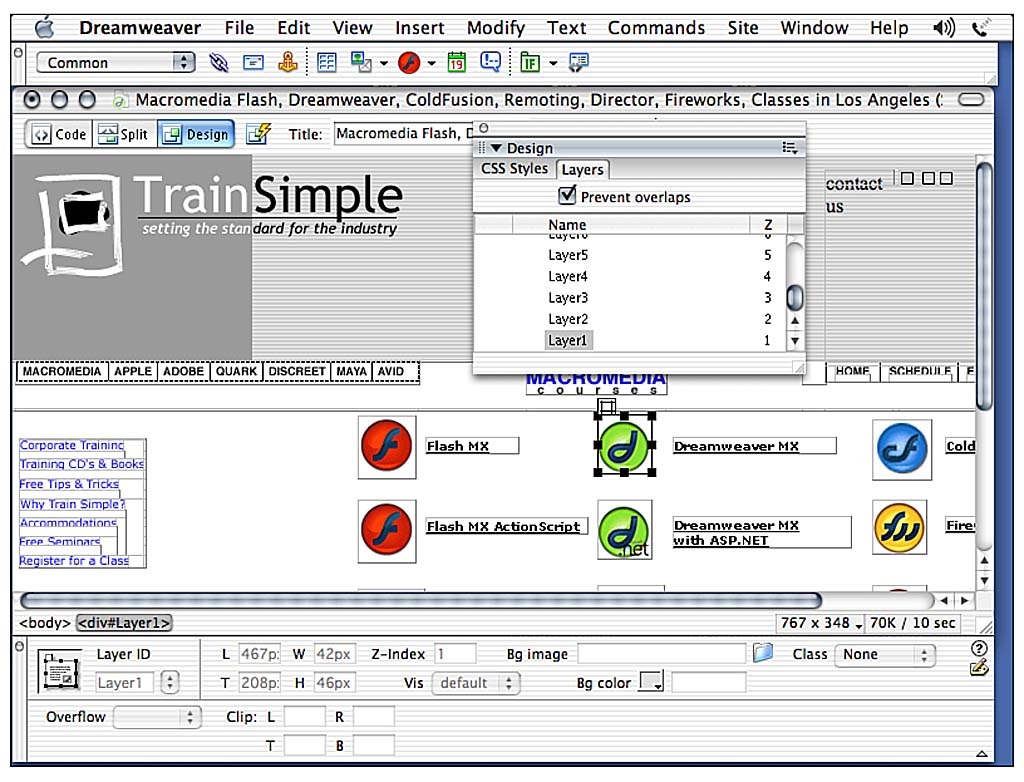 Dreamweaver File Edit View Insert Modify Text Commands Site Window Help
Common 19 IF
Macromedia Flash, Dreamweaver, ColdFusion, Remoting, Director, Fireworks, Classes in Los Angeles (
Code Split Design Title: Macromedia Flash, D
Design
CSS Styles Layers
Prevent overlaps
Name Z
Layer6 6
Layer5 5
Layer4 4
Layer3 3
Layer2 2
Layer1 1
TrainSimple
setting the standard for the industry
contact
us
MACROMEDIA APPLE ADOBE QUARK DISCREET MAYA AVID
HOME SCHEDULE F
MACROMEDIA
courses
Corporate Training
Training CD's & Books
Free Tips & Tricks
Why Train Simple?
Accommodations
Free Seminars
Register for a Class
Flash MX Dreamweaver MX Cold
Flash MX ActionScript .net Dreamweaver MX
with ASP.NET
Fire
<body> <div#Layer1> 767 x 348 70K / 10 sec
Layer ID L 467p: W 42px Z-Index 1 Bg image Class None
Layer1 T 208p: H 46px Vis default Bg color
Overflow Clip: L R
T B